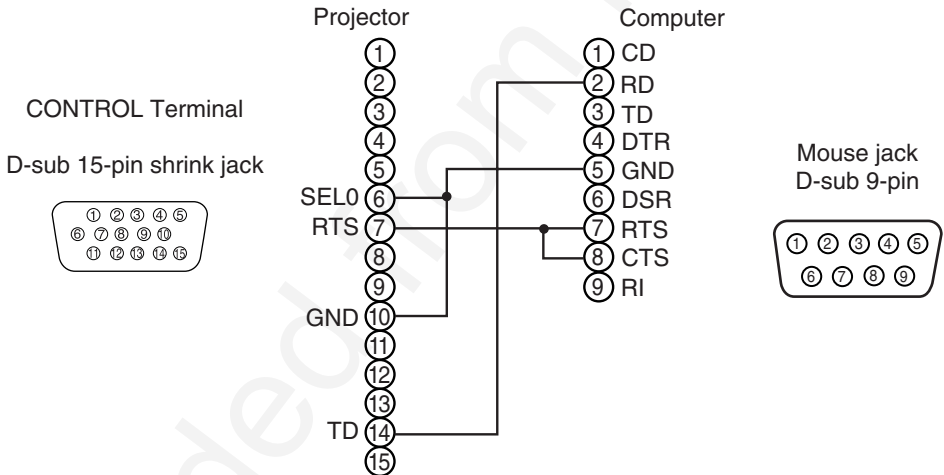 Projector
Computer
① 
②
③
④
⑤
SEL0 ⑥
RTS ⑦
⑧
⑨
GND ⑩
⑪
⑫
⑬
TD ⑭
⑮
① CD
② RD
③ TD
④ DTR
⑤ GND
⑥ DSR
⑦ RTS
⑧ CTS
⑨ RI
CONTROL Terminal
D-sub 15-pin shrink jack
① ② ③ ④ ⑤
⑥ ⑦ ⑧ ⑨ ⑩
⑪ ⑫ ⑬ ⑭ ⑮
Mouse jack
D-sub 9-pin
① ② ③ ④ ⑤
⑥ ⑦ ⑧ ⑨